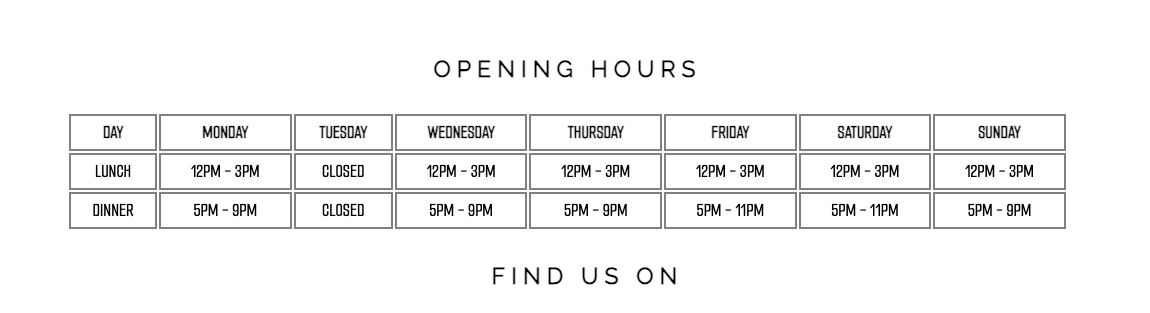 OPENING HOURS
DAY MONDAY TUESDAY WEDNESDAY THURSDAY FRIDAY SATURDAY SUNDAY
LUNCH 12PM - 3PM CLOSED 12PM - 3PM 12PM - 3PM 12PM - 3PM 12PM - 3PM 12PM - 3PM
DINNER 5PM - 9PM CLOSED 5PM - 9PM 5PM - 9PM 5PM - 11PM 5PM - 11PM 5PM - 9PM
FIND US ON